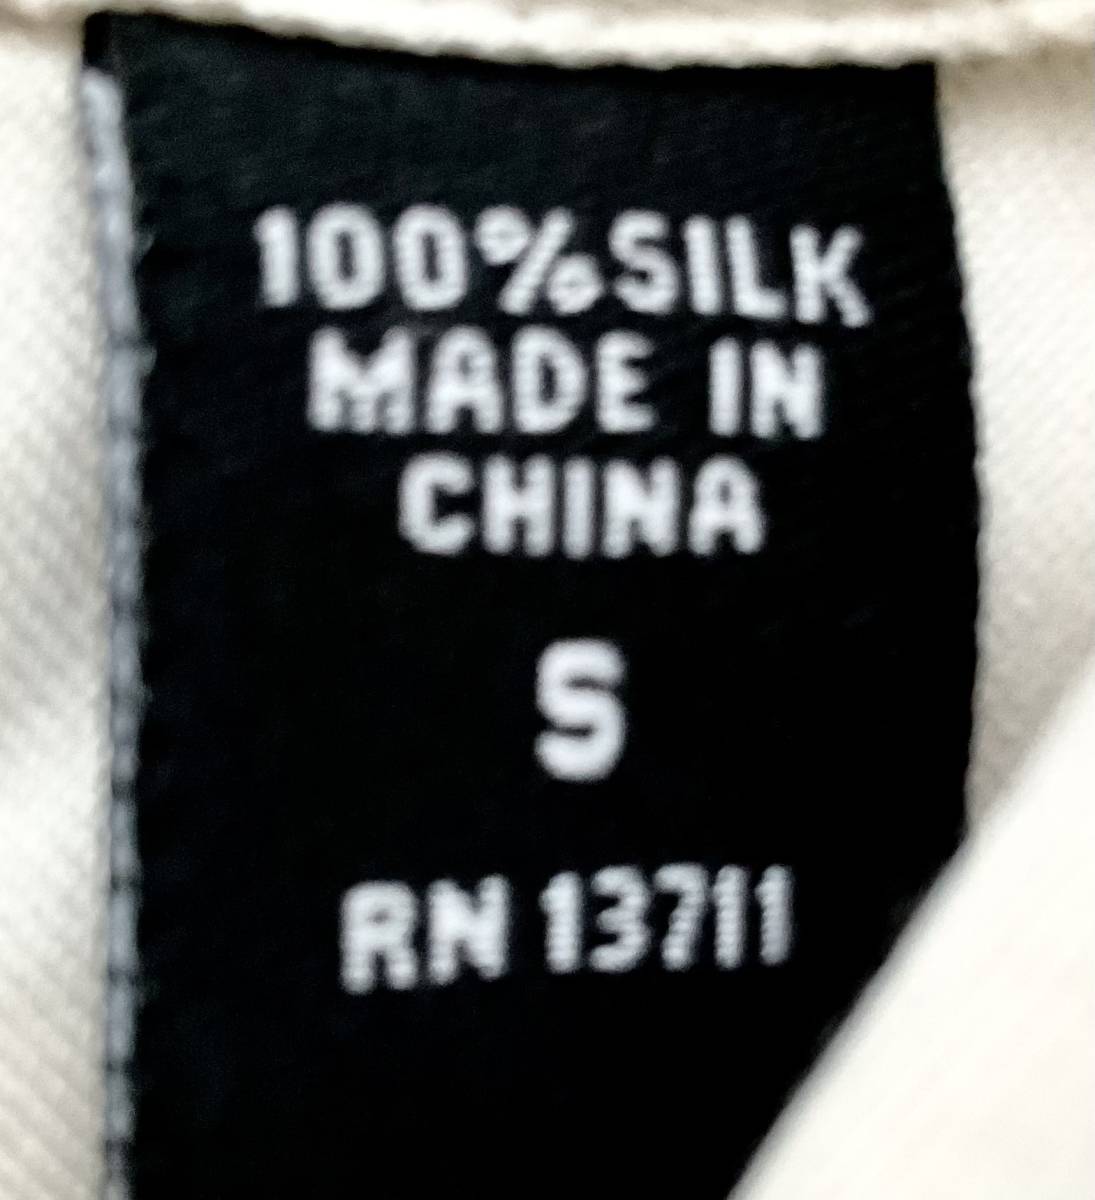 100%SILK
MADE IN
CHINA
S
RN 13711